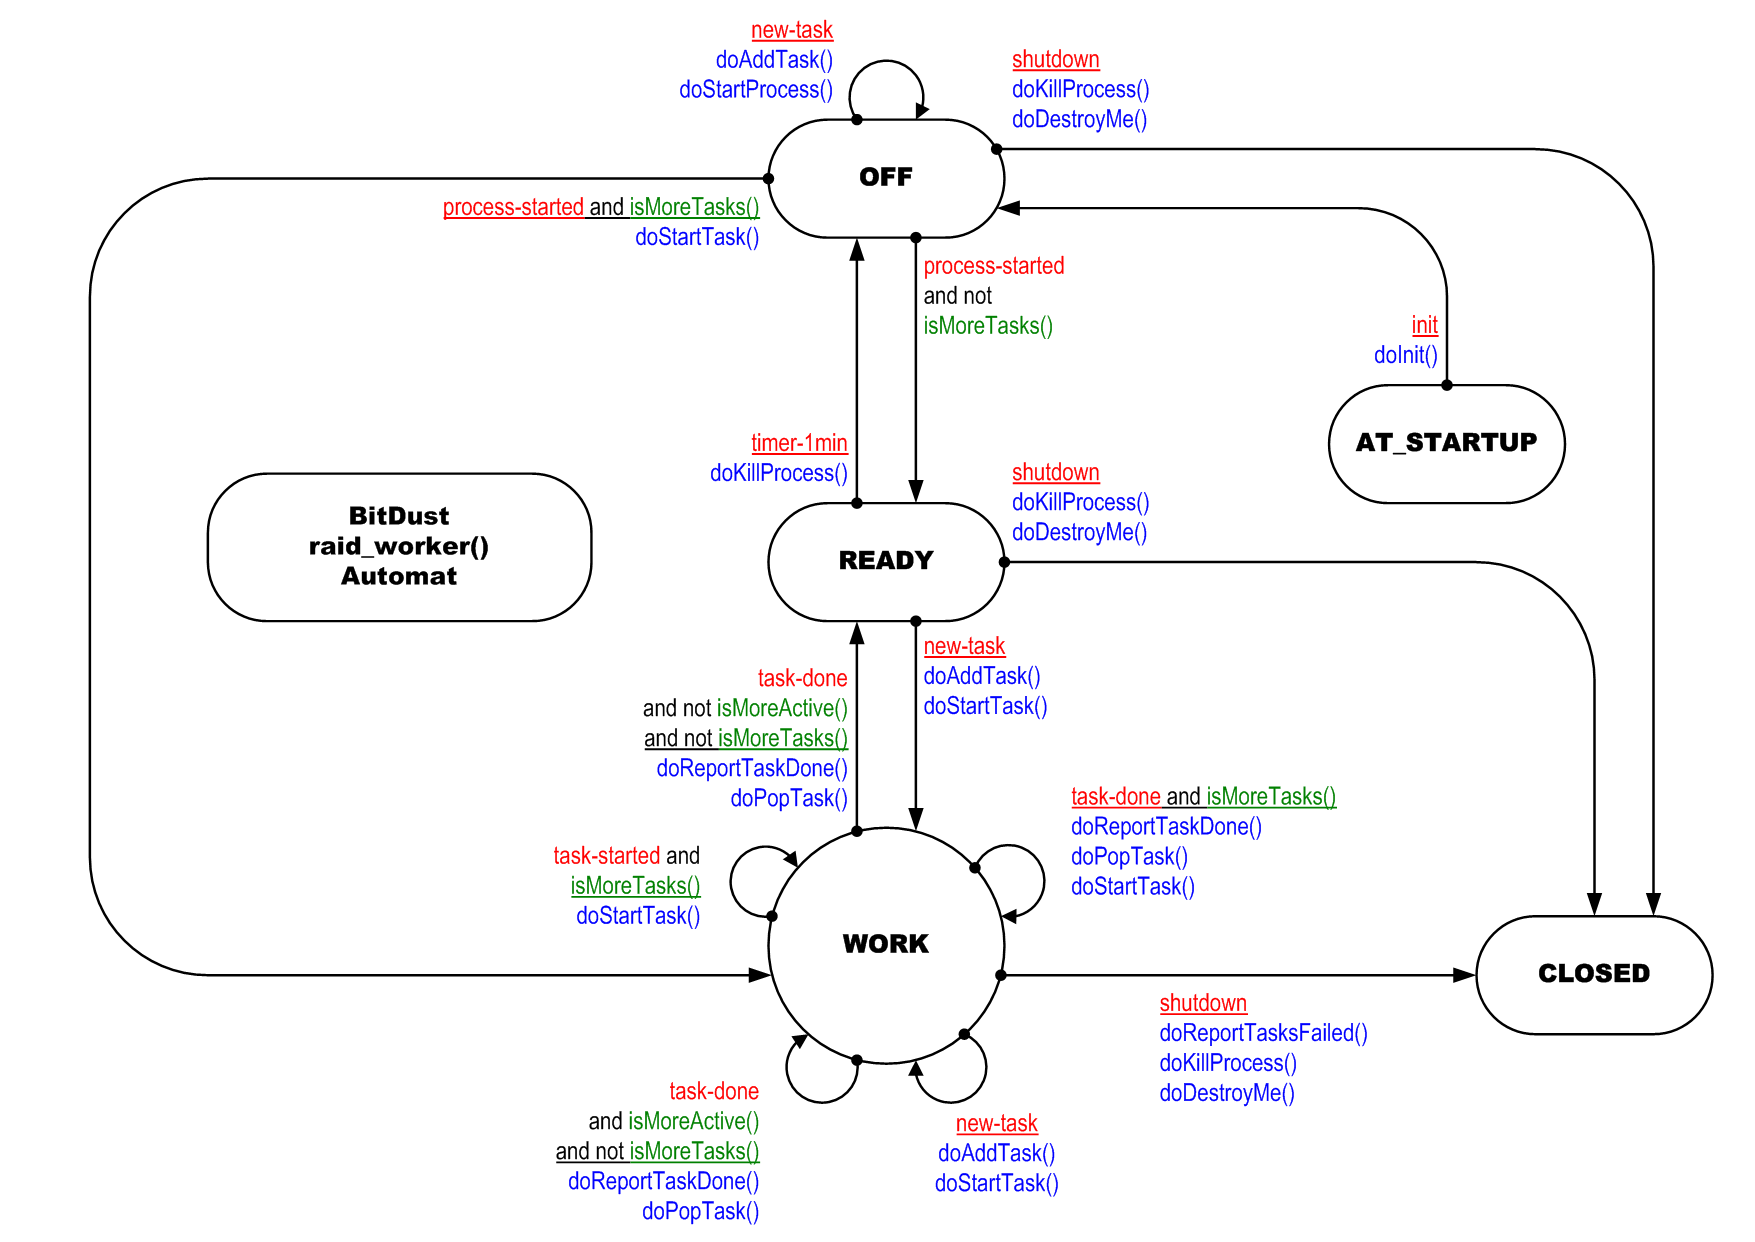 new-task
doAddTask()
doStartProcess()
shutdown
doKillProcess()
doDestroyMe()
OFF
process-started and isMoreTasks()
doStartTask()
process-started
and not
isMoreTasks()
init
doInit()
AT_STARTUP
timer-1min
doKillProcess()
shutdown
doKillProcess()
doDestroyMe()
BitDust
raid_worker()
Automat
READY
new-task
doAddTask()
doStartTask()
task-done
and not isMoreActive()
and not isMoreTasks()
doReportTaskDone()
doPopTask()
task-done and isMoreTasks()
doReportTaskDone()
doPopTask()
doStartTask()
task-started and
isMoreTasks()
doStartTask()
WORK
CLOSED
shutdown
doReportTasksFailed()
doKillProcess()
doDestroyMe()
task-done
and isMoreActive()
and not isMoreTasks()
doReportTaskDone()
doPopTask()
new-task
doAddTask()
doStartTask()